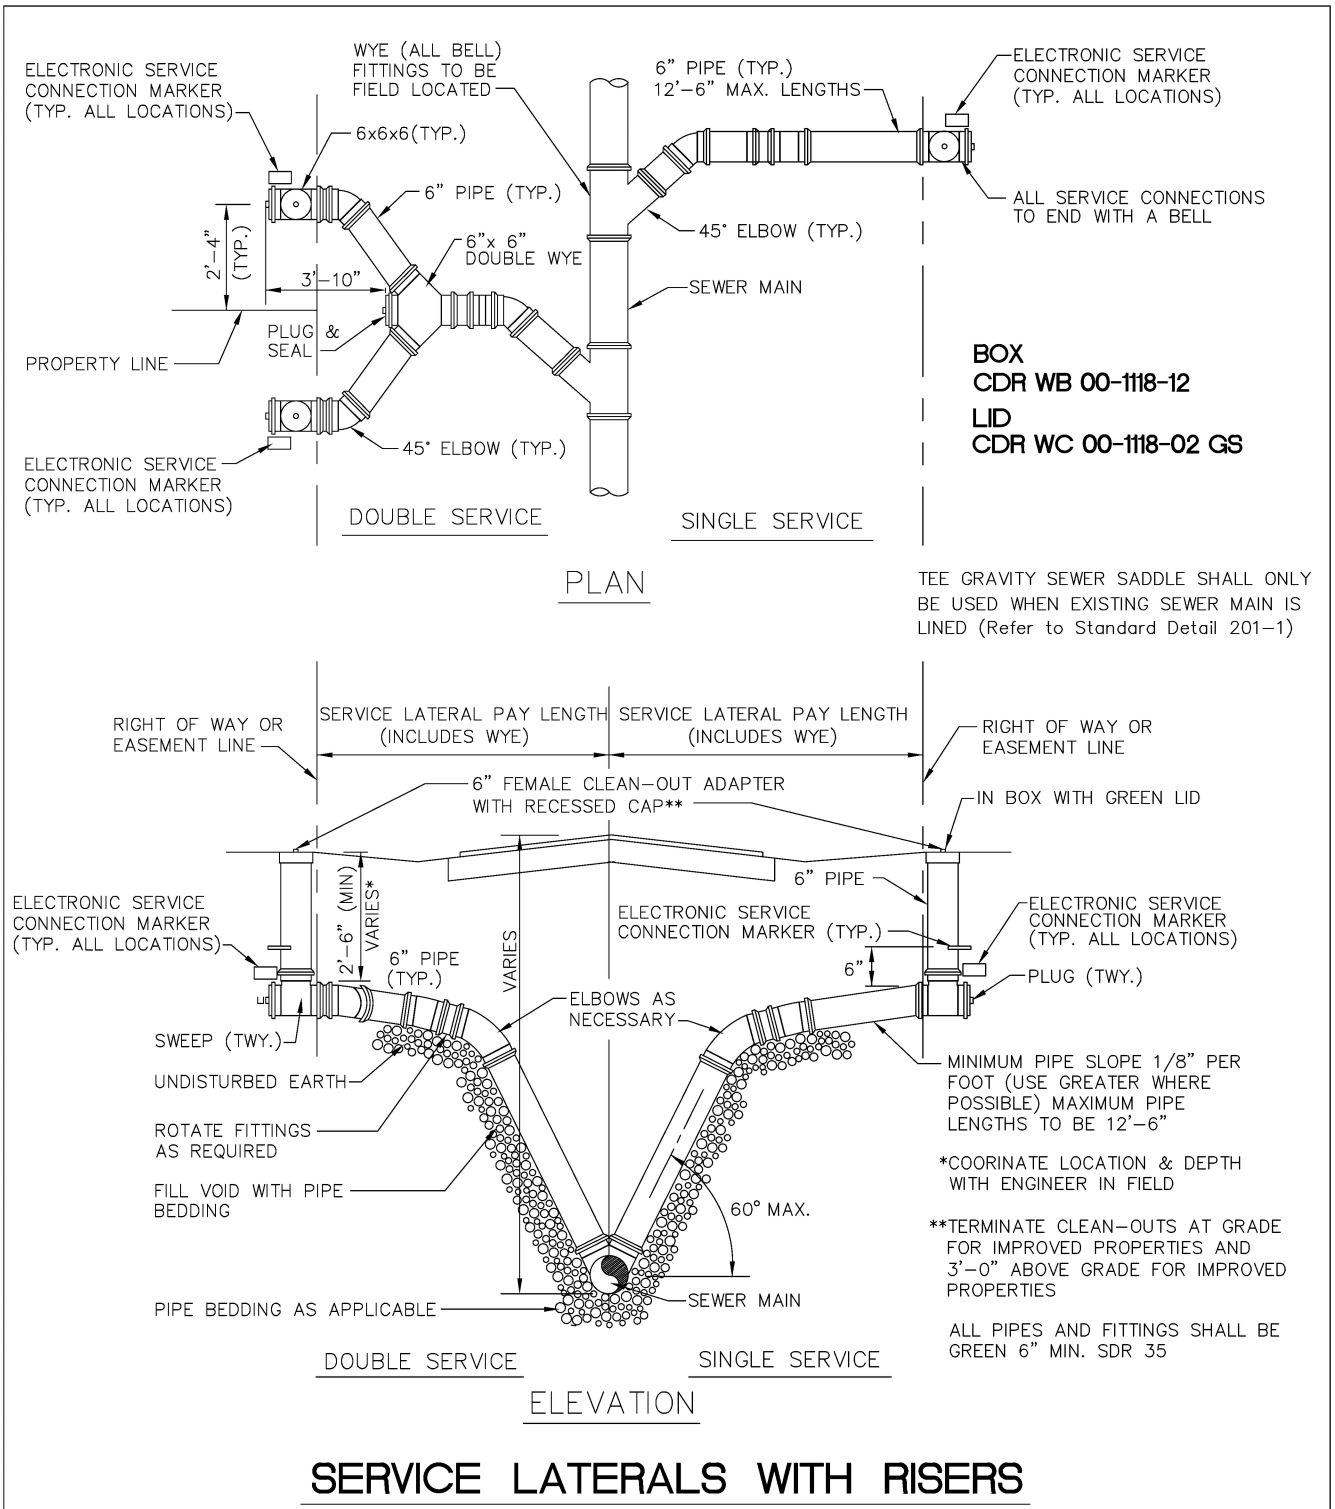 ELECTRONIC SERVICE
CONNECTION MARKER
(TYP. ALL LOCATIONS)
WYE (ALL BELL)
FITTINGS TO BE
FIELD LOCATED
6" PIPE (TYP.)
12'-6" MAX. LENGTHS
ELECTRONIC SERVICE
CONNECTION MARKER
(TYP. ALL LOCATIONS)
6x6x6(TYP.)
6" PIPE (TYP.)
6"x 6"
DOUBLE WYE
2'-4"
(TYP.)
3'-10"
PLUG &
SEAL
PROPERTY LINE
45° ELBOW (TYP.)
ELECTRONIC SERVICE
CONNECTION MARKER
(TYP. ALL LOCATIONS)
45° ELBOW (TYP.)
SEWER MAIN
ALL SERVICE CONNECTIONS
TO END WITH A BELL
BOX
CDR WB 00-1118-12
LID
CDR WC 00-1118-02 GS
DOUBLE SERVICE
SINGLE SERVICE
PLAN
TEE GRAVITY SEWER SADDLE SHALL ONLY
BE USED WHEN EXISTING SEWER MAIN IS
LINED (Refer to Standard Detail 201-1)
RIGHT OF WAY OR
EASEMENT LINE
SERVICE LATERAL PAY LENGTH
(INCLUDES WYE)
SERVICE LATERAL PAY LENGTH
(INCLUDES WYE)
RIGHT OF WAY OR
EASEMENT LINE
6" FEMALE CLEAN-OUT ADAPTER
WITH RECESSED CAP**
IN BOX WITH GREEN LID
ELECTRONIC SERVICE
CONNECTION MARKER
(TYP. ALL LOCATIONS)
2'-6" (MIN)
VARIES*
6" PIPE
(TYP.)
VARIES
6" PIPE
ELECTRONIC SERVICE
CONNECTION MARKER (TYP.)
6"
ELECTRONIC SERVICE
CONNECTION MARKER
(TYP. ALL LOCATIONS)
PLUG (TWY.)
ELBOWS AS
NECESSARY
SWEEP (TWY.)
UNDISTURBED EARTH
ROTATE FITTINGS
AS REQUIRED
FILL VOID WITH PIPE
BEDDING
MINIMUM PIPE SLOPE 1/8" PER
FOOT (USE GREATER WHERE
POSSIBLE) MAXIMUM PIPE
LENGTHS TO BE 12'-6"
*COORINATE LOCATION & DEPTH
WITH ENGINEER IN FIELD
60° MAX.
**TERMINATE CLEAN-OUTS AT GRADE
FOR IMPROVED PROPERTIES AND
3'-0" ABOVE GRADE FOR IMPROVED
PROPERTIES
SEWER MAIN
PIPE BEDDING AS APPLICABLE
ALL PIPES AND FITTINGS SHALL BE
GREEN 6" MIN. SDR 35
DOUBLE SERVICE
SINGLE SERVICE
ELEVATION
SERVICE LATERALS WITH RISERS